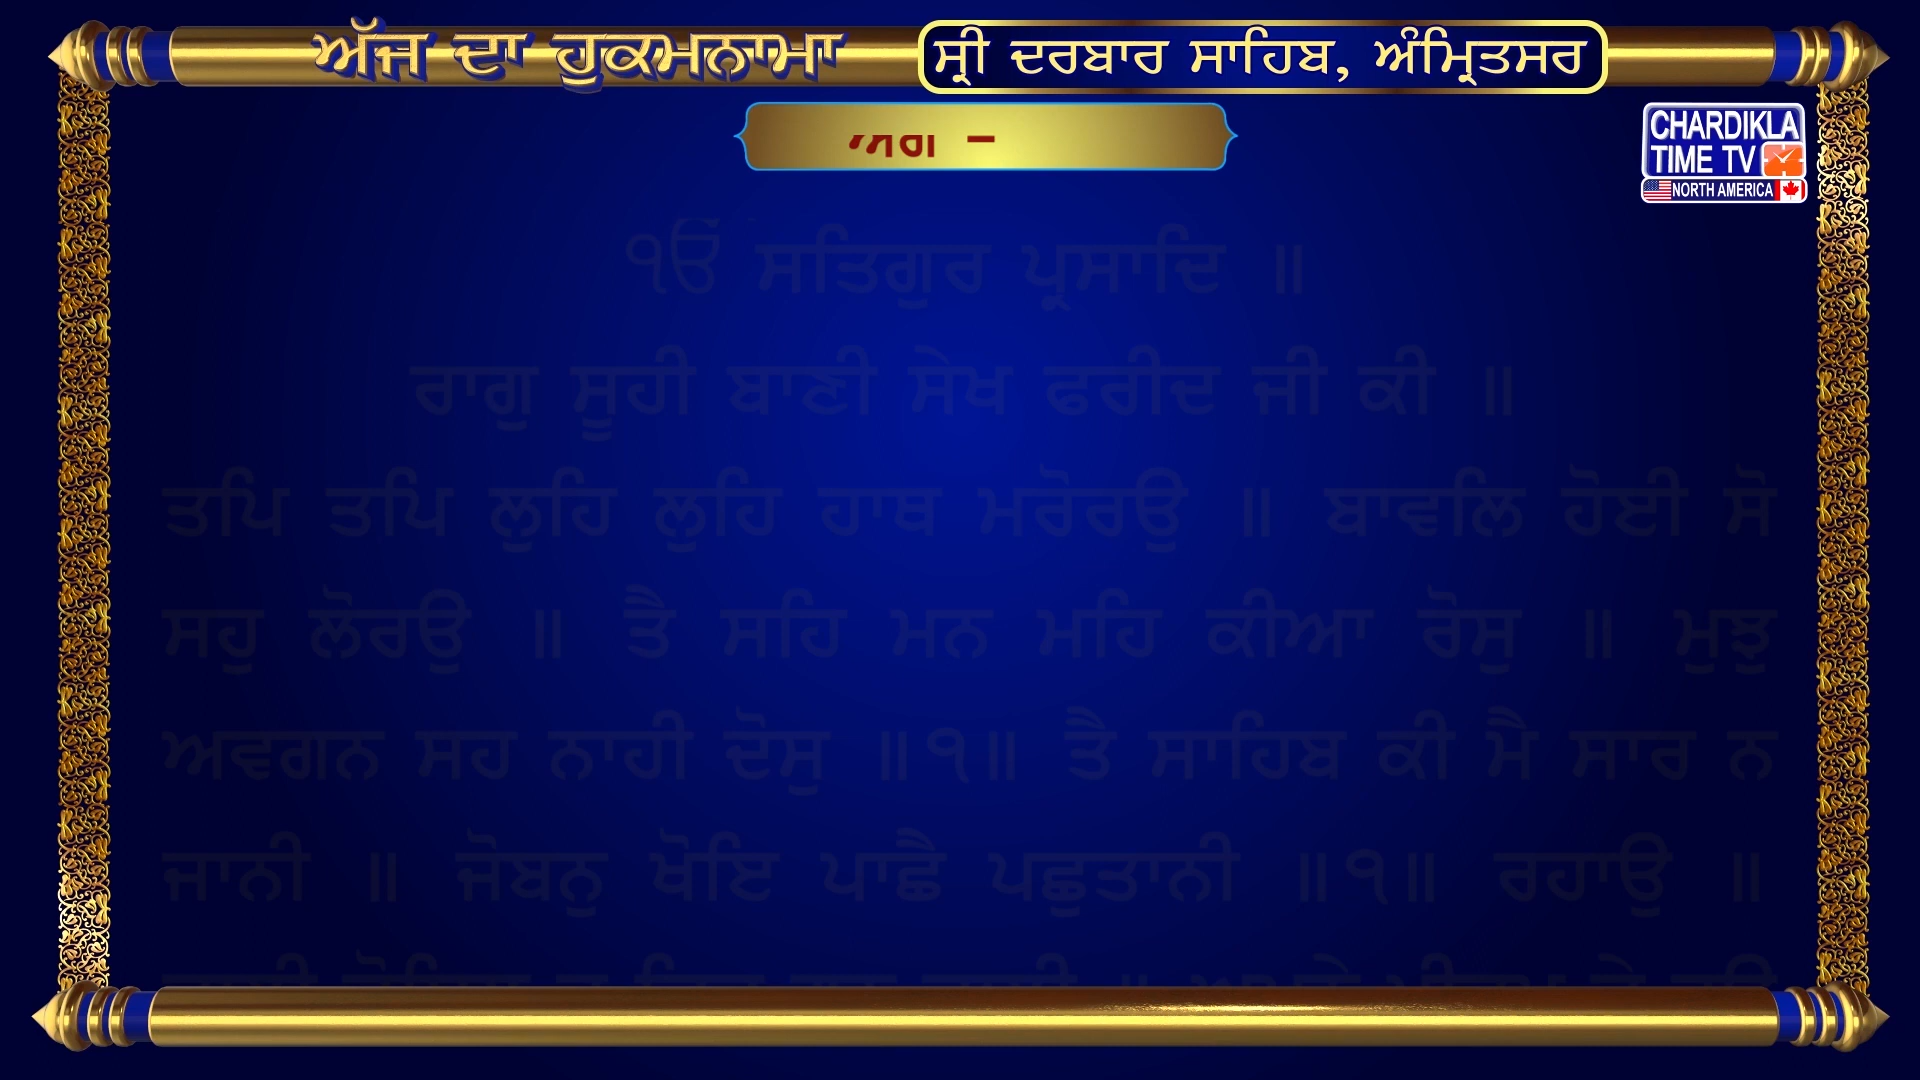 ਅੱਜ ਦਾ ਹੁਕਮਨਾਮਾ
ਸ੍ਰੀ ਦਰਬਾਰ ਸਾਹਿਬ, ਅੰਮ੍ਰਿਤਸਰ
CHARDIKLA
TIME TV
NORTH AMERICA
ੴ ਸਤਿਗੁਰ ਪ੍ਰਸਾਦਿ ॥
ਰਾਗੁ ਸੂਹੀ ਬਾਣੀ ਸੇਖ ਫਰੀਦ ਜੀ ਕੀ ॥
ਤਪਿ ਤਪਿ ਲੁਹਿ ਲੁਹਿ ਹਾਥ ਮਰੋਰਉ ॥ ਬਾਵਲਿ ਹੋਈ ਸੋ
ਸਹੁ ਲੋਰਉ ॥ ਤੈ ਸਹਿ ਮਨ ਮਹਿ ਕੀਆ ਰੋਸੁ ॥ ਮੁਝੁ
ਅਵਗਨ ਸਹ ਨਾਹੀ ਦੋਸੁ ॥੧॥ ਤੈ ਸਾਹਿਬ ਕੀ ਮੈ ਸਾਰ ਨ
ਜਾਨੀ ॥ ਜੋਬਨੁ ਖੋਇ ਪਾਛੈ ਪਛੁਤਾਨੀ ॥੧॥ ਰਹਾਉ ॥